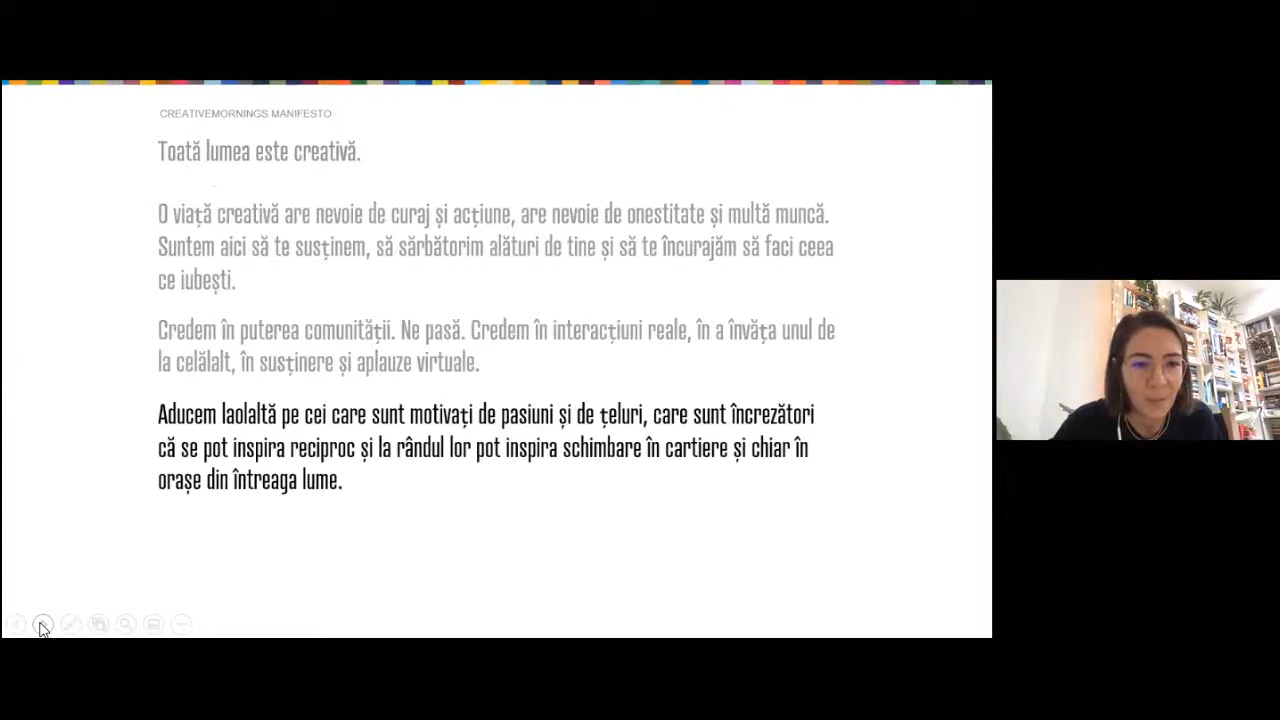 CREATIVEMORNINGS MANIFESTO
Toată lumea este creativă.
O viață creativă are nevoie de curaj și acțiune, are nevoie de onestitate și multă muncă.
Suntem aici să te susținem, să sărbătorim alături de tine și să te încurajăm să faci ceea
ce iubești.
Credem în puterea comunității. Ne pasă. Credem în interacțiuni reale, în a învăța unul de
la celălalt, în susținere și aplauze virtuale.
Aducem laolaltă pe cei care sunt motivați de pasiuni și de țeluri, care sunt încrezători
că se pot inspira reciproc și la rândul lor pot inspira schimbare în cartiere și chiar în
orașe din întreaga lume.